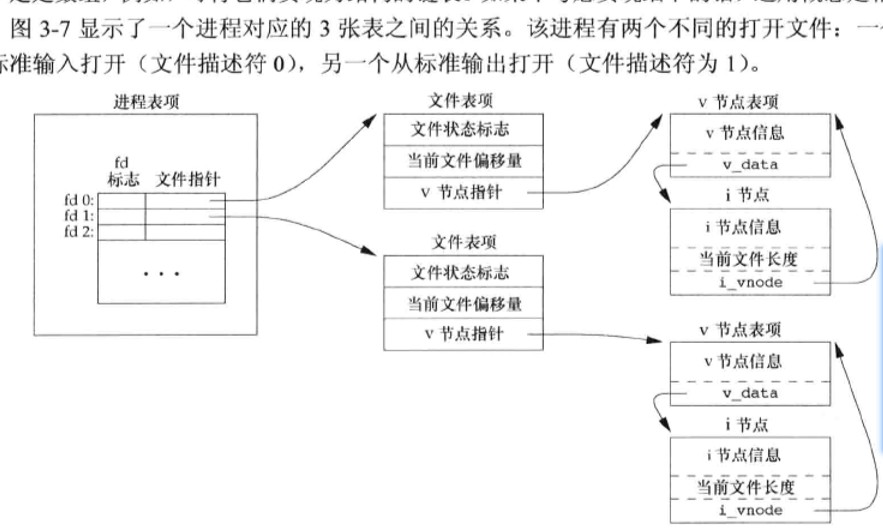 图 3-7 显示了一个进程对应的 3 张表之间的关系。该进程有两个不同的打开文件：一个
标准输入打开（文件描述符 0），另一个从标准输出打开（文件描述符为 1）。
进程表项
fd
标志 文件指针
fd 0:
fd 1:
fd 2:
...
文件表项
文件状态标志
当前文件偏移量
v 节点指针
文件表项
文件状态标志
当前文件偏移量
v 节点指针
v 节点表项
v 节点信息
v_data
i 节点
i 节点信息
当前文件长度
i_vnode
v 节点表项
v 节点信息
v_data
i 节点
i 节点信息
当前文件长度
i_vnode